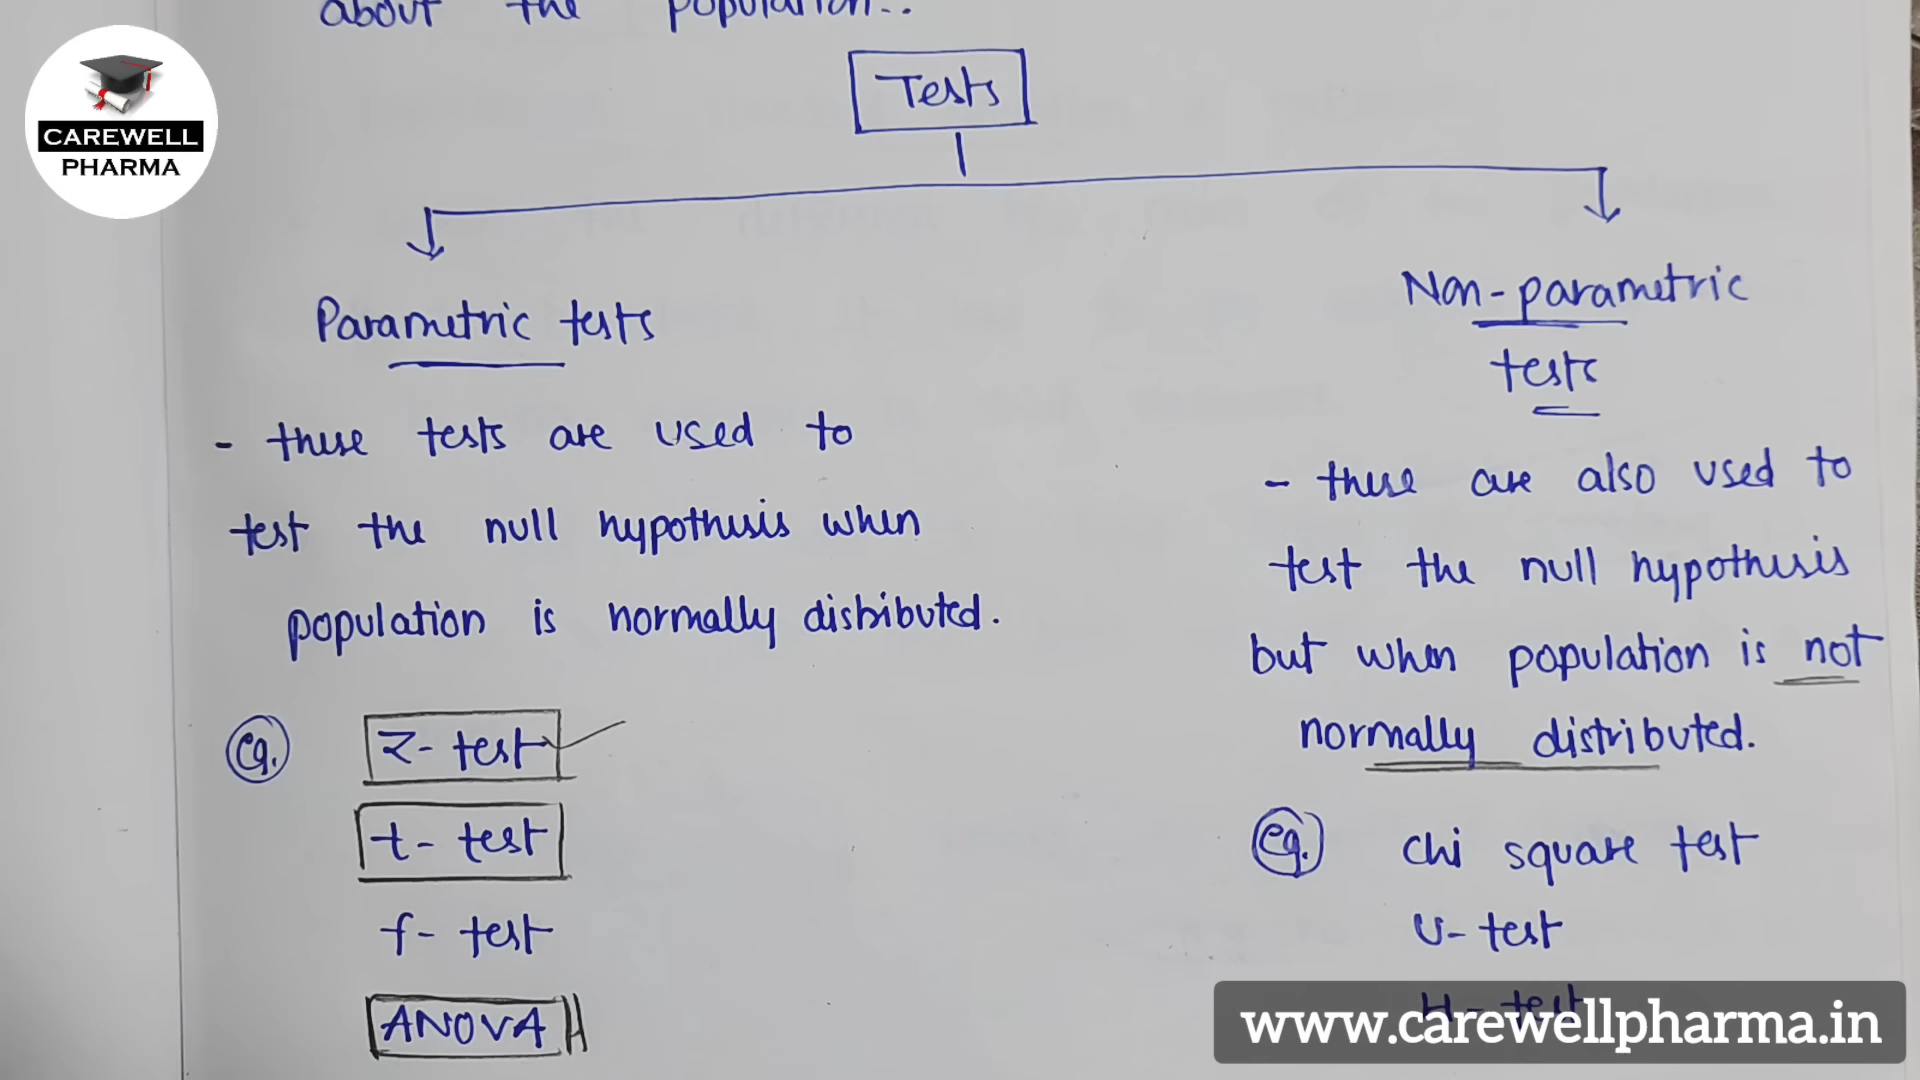 about the population..
CAREWELL
PHARMA
Tests
Parametric tests
- these tests are used to
test the null hypothesis when
population is normally distributed.
eg. z- test
t- test
f- test
ANOVA
Non-parametric
tests
- these are also used to
test the null hypothesis
but when population is not
normally distributed.
eg. chi square test
U- test
H- test
www.carewellpharma.in